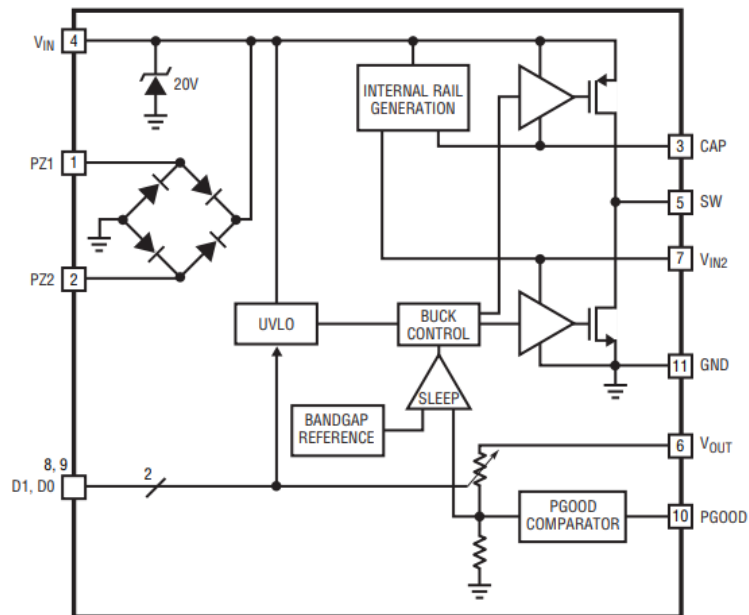 VIN 4
20V
INTERNAL RAIL
GENERATION
PZ1 1
3 CAP
5 SW
7 VIN2
PZ2 2
UVLO
BUCK
CONTROL
11 GND
SLEEP
BANDGAP
REFERENCE
6 VOUT
8, 9
D1, D0
2
PGOOD
COMPARATOR
10 PGOOD